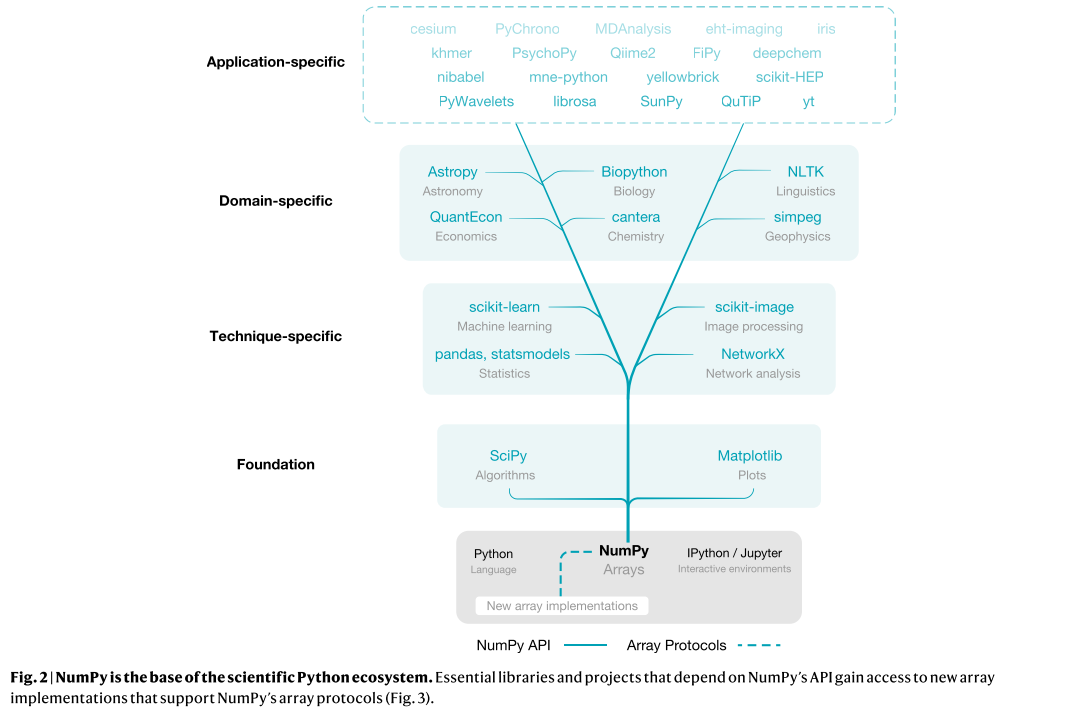 cesium PyChrono MDAnalysis eht-imaging iris
Application-specific
khmer PsychoPy Qiime2 FiPy deepchem
nibabel mne-python yellowbrick scikit-HEP
PyWavelets librosa SunPy QuTiP yt
Astropy Biopython NLTK
Astronomy Biology Linguistics
Domain-specific
QuantEcon cantera simpeg
Economics Chemistry Geophysics
scikit-learn scikit-image
Machine learning Image processing
Technique-specific
pandas, statsmodels NetworkX
Statistics Network analysis
SciPy Matplotlib
Foundation
Algorithms Plots
Python NumPy IPython / Jupyter
Language Arrays Interactive environments
New array implementations
NumPy API Array Protocols
Fig. 2 | NumPy is the base of the scientific Python ecosystem. Essential libraries and projects that depend on NumPy’s API gain access to new array
implementations that support NumPy’s array protocols (Fig. 3).